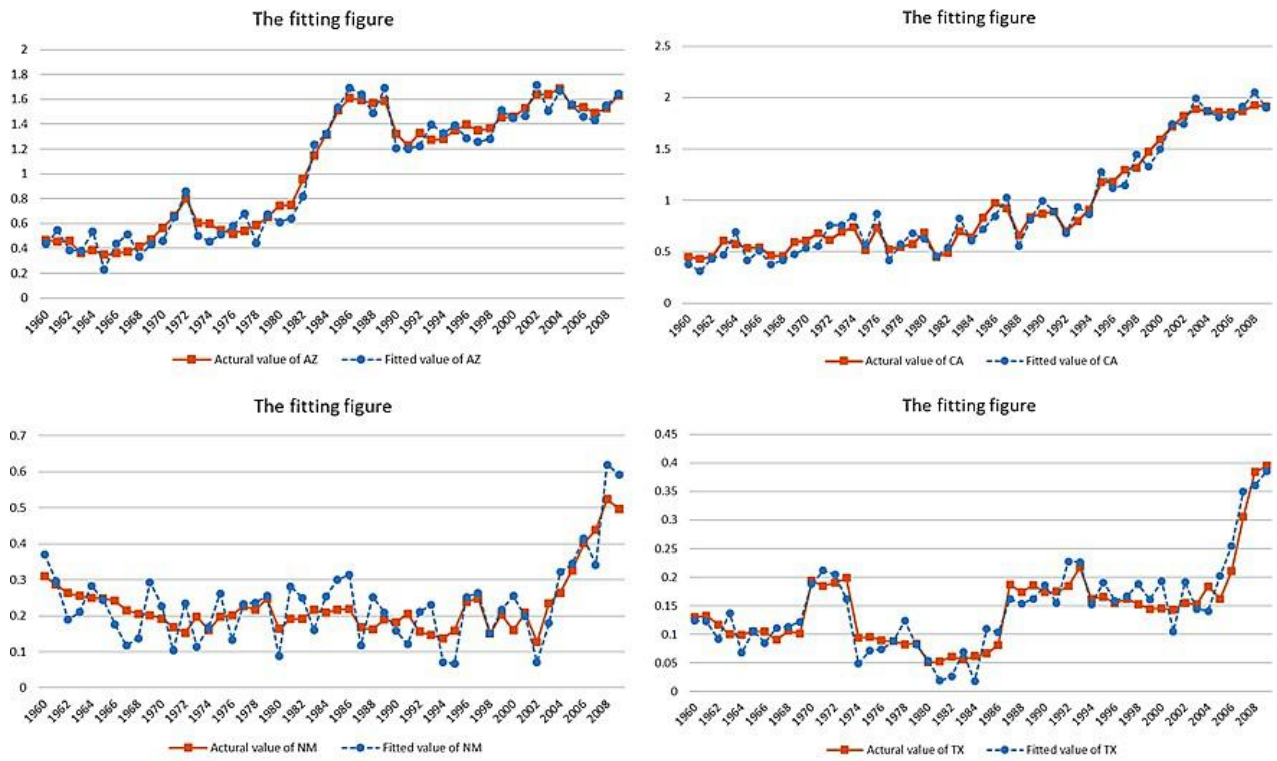 The fitting figure
2
1.8
1.6
1.4
1.2
1
0.8
0.6
0.4
0.2
0
1960 1962 1964 1966 1968 1970 1972 1974 1976 1978 1980 1982 1984 1986 1988 1990 1992 1994 1996 1998 2000 2002 2004 2006 2008
Actural value of AZ Fitted value of AZ
The fitting figure
2.5
2
1.5
1
0.5
0
1960 1962 1964 1966 1968 1970 1972 1974 1976 1978 1980 1982 1984 1986 1988 1990 1992 1994 1996 1998 2000 2002 2004 2006 2008
Actural value of CA Fitted value of CA
The fitting figure
0.7
0.6
0.5
0.4
0.3
0.2
0.1
0
1960 1962 1964 1966 1968 1970 1972 1974 1976 1978 1980 1982 1984 1986 1988 1990 1992 1994 1996 1998 2000 2002 2004 2006 2008
Actural value of NM Fitted value of NM
The fitting figure
0.45
0.4
0.35
0.3
0.25
0.2
0.15
0.1
0.05
0
1960 1962 1964 1966 1968 1970 1972 1974 1976 1978 1980 1982 1984 1986 1988 1990 1992 1994 1996 1998 2000 2002 2004 2006 2008
Actural value of TX Fitted value of TX